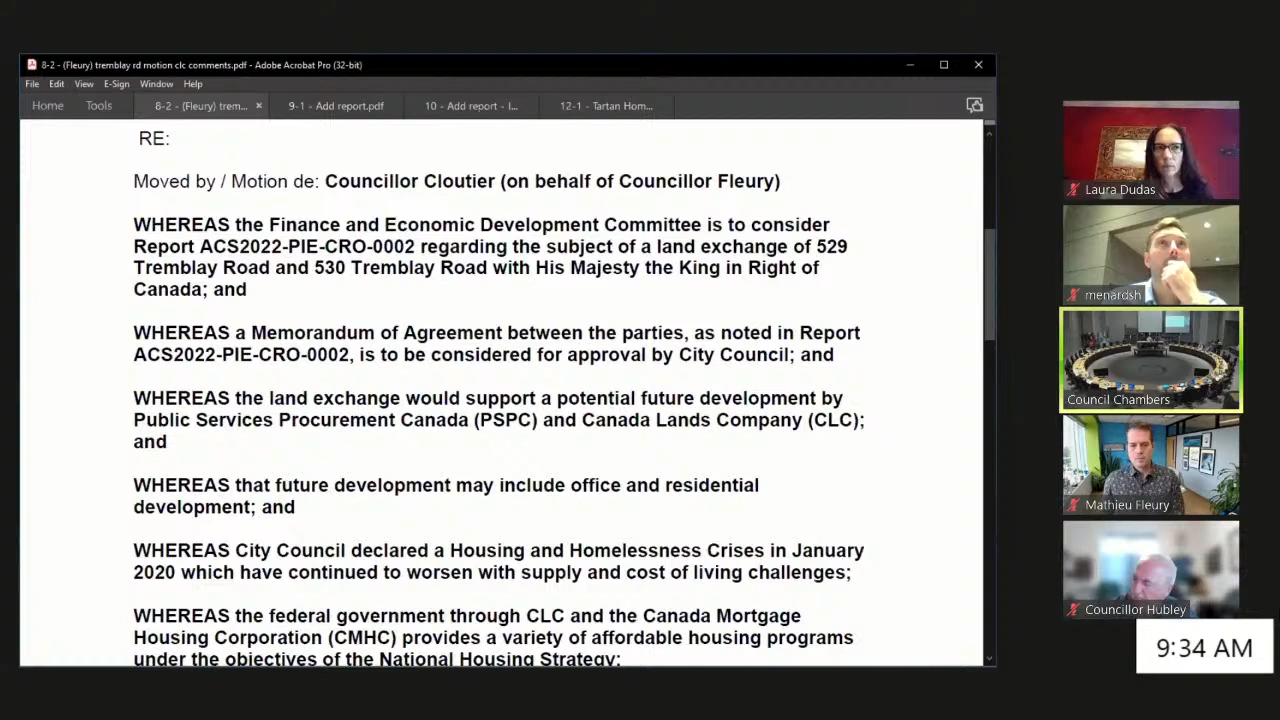 8-2 - (Fleury) tremblay rd motion clc comments.pdf - Adobe Acrobat Pro (32-bit)
File Edit View E-Sign Window Help
Home Tools 8-2 - (Fleury) trem... × 9-1 - Add report.pdf 10 - Add report - I... 12-1 - Tartan Hom...
RE:
Moved by / Motion de: Councillor Cloutier (on behalf of Councillor Fleury)
WHEREAS the Finance and Economic Development Committee is to consider
Report ACS2022-PIE-CRO-0002 regarding the subject of a land exchange of 529
Tremblay Road and 530 Tremblay Road with His Majesty the King in Right of
Canada; and
WHEREAS a Memorandum of Agreement between the parties, as noted in Report
ACS2022-PIE-CRO-0002, is to be considered for approval by City Council; and
WHEREAS the land exchange would support a potential future development by
Public Services Procurement Canada (PSPC) and Canada Lands Company (CLC);
and
WHEREAS that future development may include office and residential
development; and
WHEREAS City Council declared a Housing and Homelessness Crises in January
2020 which have continued to worsen with supply and cost of living challenges;
WHEREAS the federal government through CLC and the Canada Mortgage
Housing Corporation (CMHC) provides a variety of affordable housing programs
under the objectives of the National Housing Strategy;
Laura Dudas
menardsh
Council Chambers
Mathieu Fleury
Councillor Hubley
9:34 AM